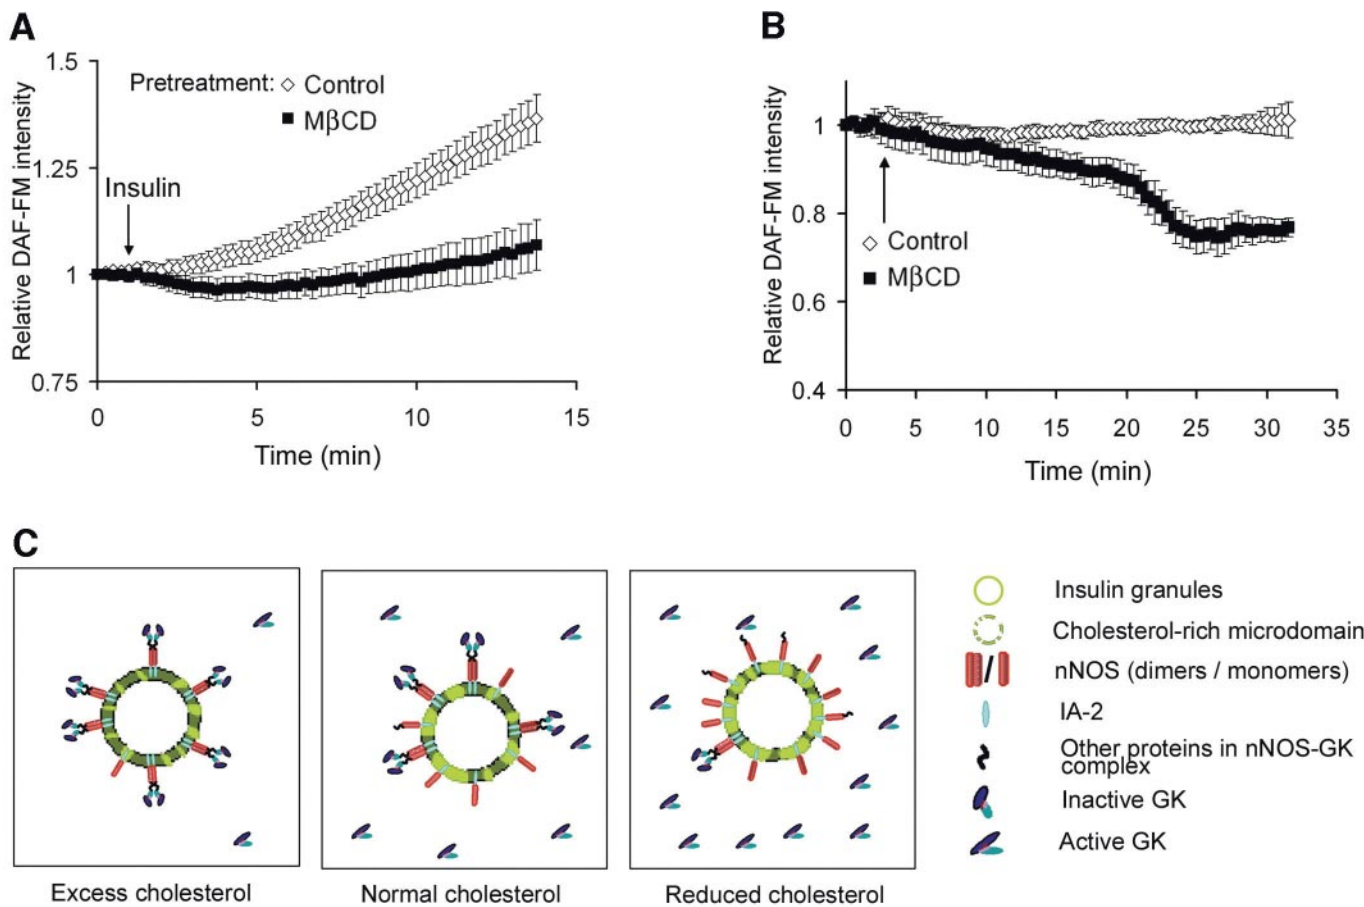 A
Relative DAF-FM intensity
1.5
1.25
1
0.75
Pretreatment: Control
MβCD
Insulin
0
5
10
15
Time (min)
B
Relative DAF-FM intensity
1
0.8
0.6
0.4
Control
MβCD
0
5
10
15
20
25
30
35
Time (min)
C
Excess cholesterol
Normal cholesterol
Reduced cholesterol
Insulin granules
Cholesterol-rich microdomain
nNOS (dimers / monomers)
IA-2
Other proteins in nNOS-GK
complex
Inactive GK
Active GK